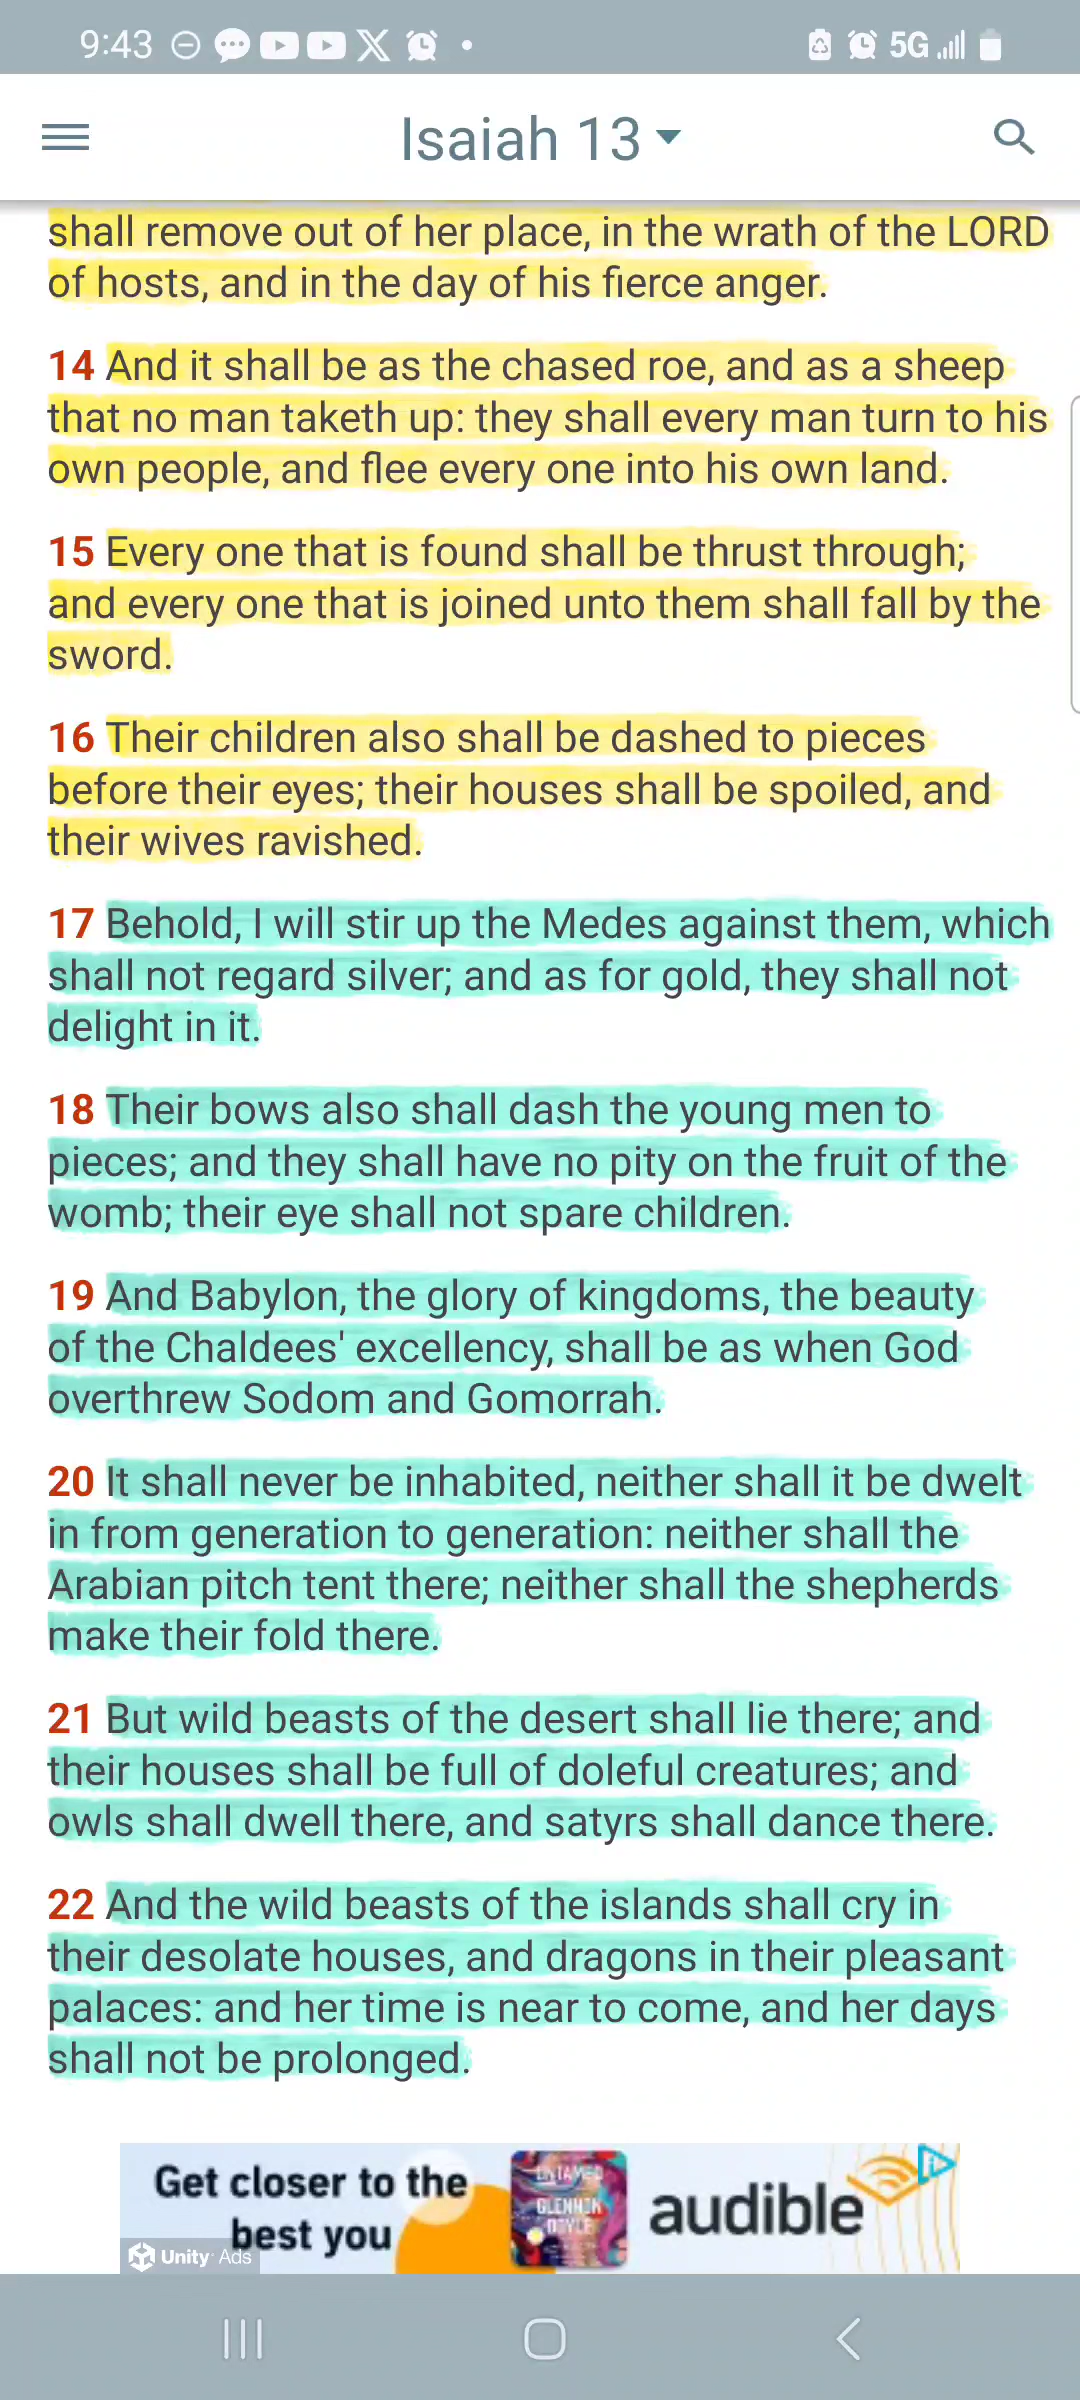 9:43
5G
Isaiah 13
shall remove out of her place, in the wrath of the LORD
of hosts, and in the day of his fierce anger.
14 And it shall be as the chased roe, and as a sheep
that no man taketh up: they shall every man turn to his
own people, and flee every one into his own land.
15 Every one that is found shall be thrust through;
and every one that is joined unto them shall fall by the
sword.
16 Their children also shall be dashed to pieces
before their eyes; their houses shall be spoiled, and
their wives ravished.
17 Behold, I will stir up the Medes against them, which
shall not regard silver; and as for gold, they shall not
delight in it.
18 Their bows also shall dash the young men to
pieces; and they shall have no pity on the fruit of the
womb; their eye shall not spare children.
19 And Babylon, the glory of kingdoms, the beauty
of the Chaldees' excellency, shall be as when God
overthrew Sodom and Gomorrah.
20 It shall never be inhabited, neither shall it be dwelt
in from generation to generation: neither shall the
Arabian pitch tent there; neither shall the shepherds
make their fold there.
21 But wild beasts of the desert shall lie there; and
their houses shall be full of doleful creatures; and
owls shall dwell there, and satyrs shall dance there.
22 And the wild beasts of the islands shall cry in
their desolate houses, and dragons in their pleasant
palaces: and her time is near to come, and her days
shall not be prolonged.
Get closer to the
best you
UNTAMED
GLENNON
DOYLE
audible
Unity Ads